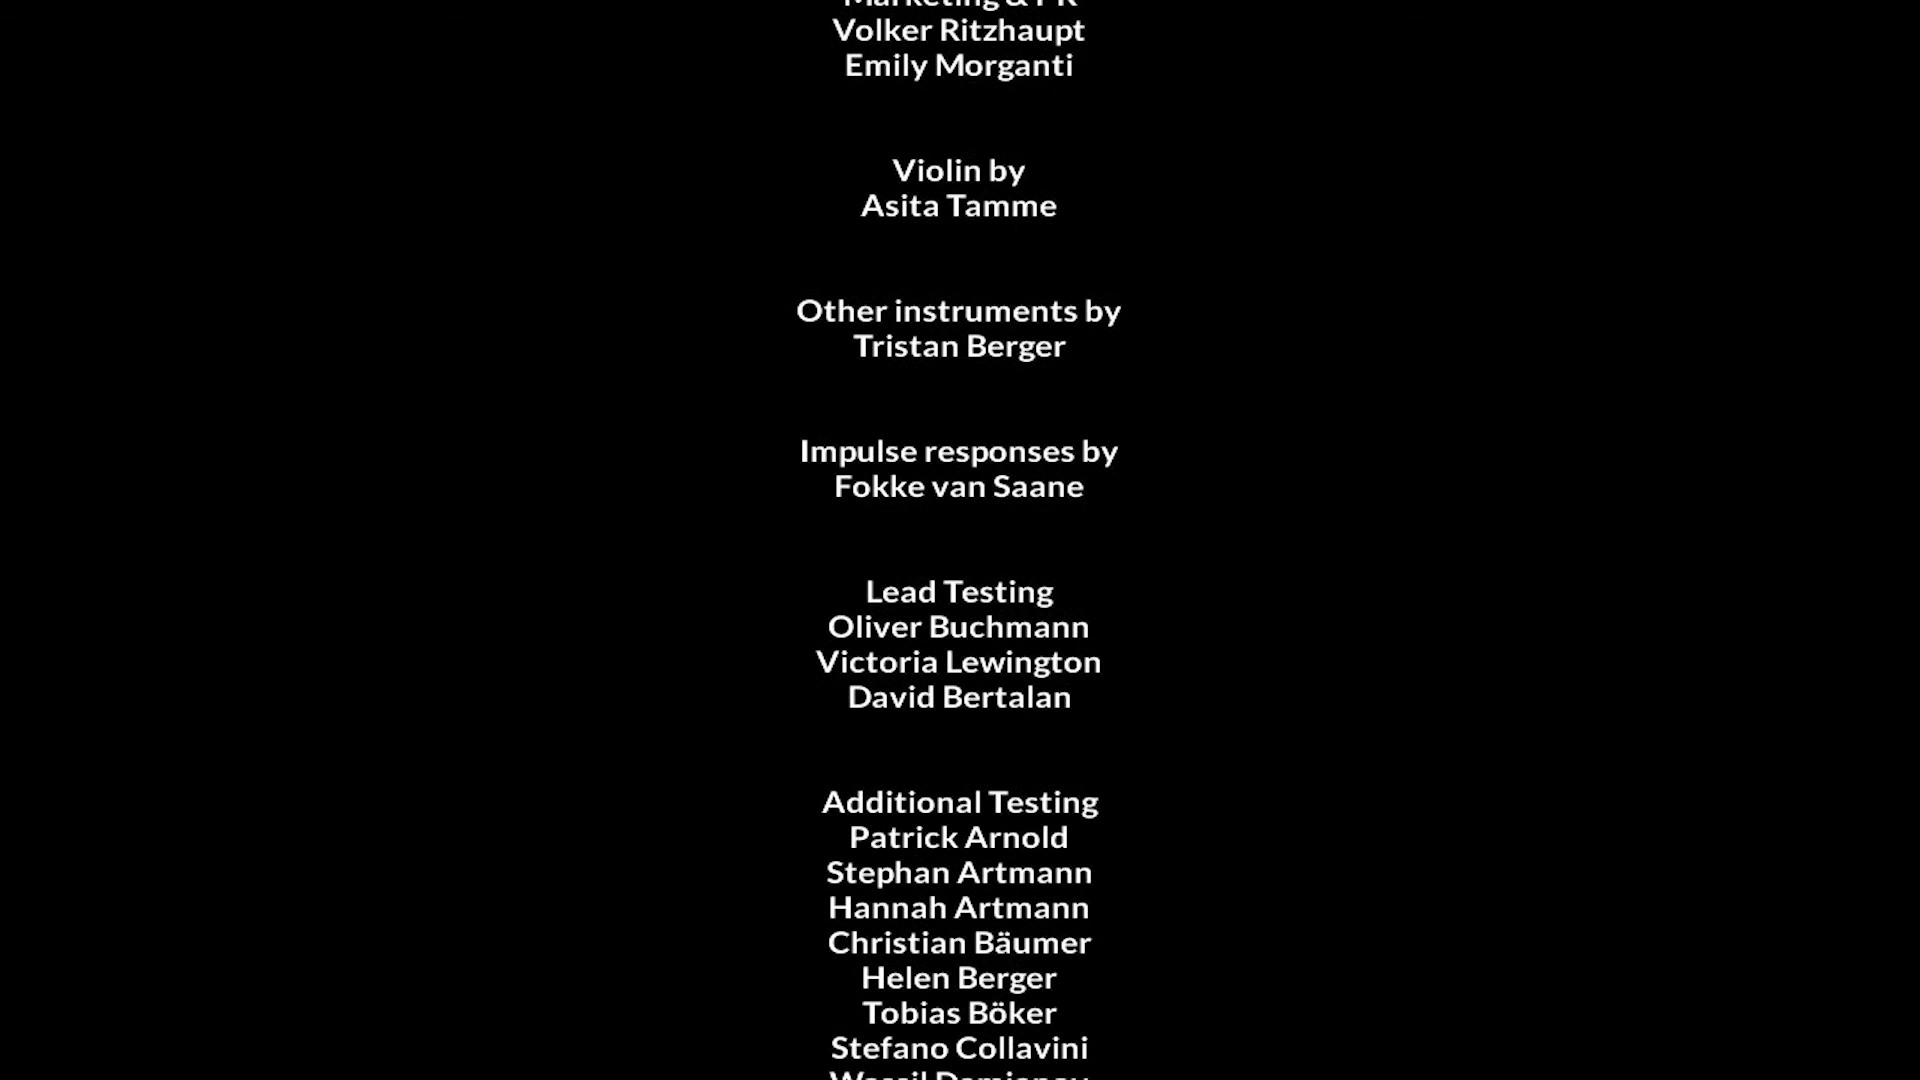 Marketing & PR
Volker Ritzhaupt
Emily Morganti
Violin by
Asita Tamme
Other instruments by
Tristan Berger
Impulse responses by
Fokke van Saane
Lead Testing
Oliver Buchmann
Victoria Lewington
David Bertalan
Additional Testing
Patrick Arnold
Stephan Artmann
Hannah Artmann
Christian Bäumer
Helen Berger
Tobias Böker
Stefano Collavini